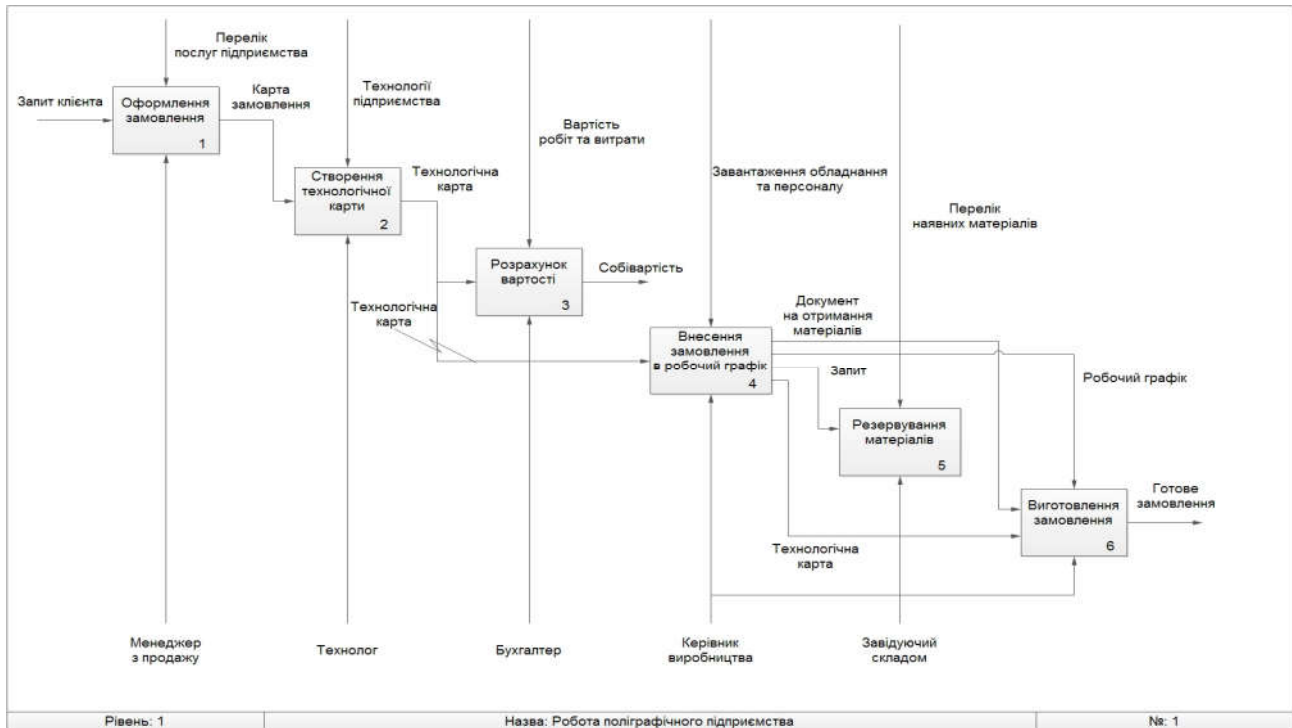 Перелік
послуг підприємства
Запит клієнта
Оформлення
замовлення
1
Карта
замовлення
Технології
підприємства
Створення
технологічної
карти
2
Технологічна
карта
Вартість
робіт та витрати
Розрахунок
вартості
3
Собівартість
Технологічна
карта
Завантаження обладнання
та персоналу
Внесення
замовлення
в робочий графік
4
Перелік
наявних матеріалів
Документ
на отримання
матеріалів
Запит
Робочий графік
Резервування
матеріалів
5
Технологічна
карта
Виготовлення
замовлення
6
Готове
замовлення
Менеджер
з продажу
Технолог
Бухгалтер
Керівник
виробництва
Завідуючий
складом
Рівень: 1
Назва: Робота поліграфічного підприємства
№: 1